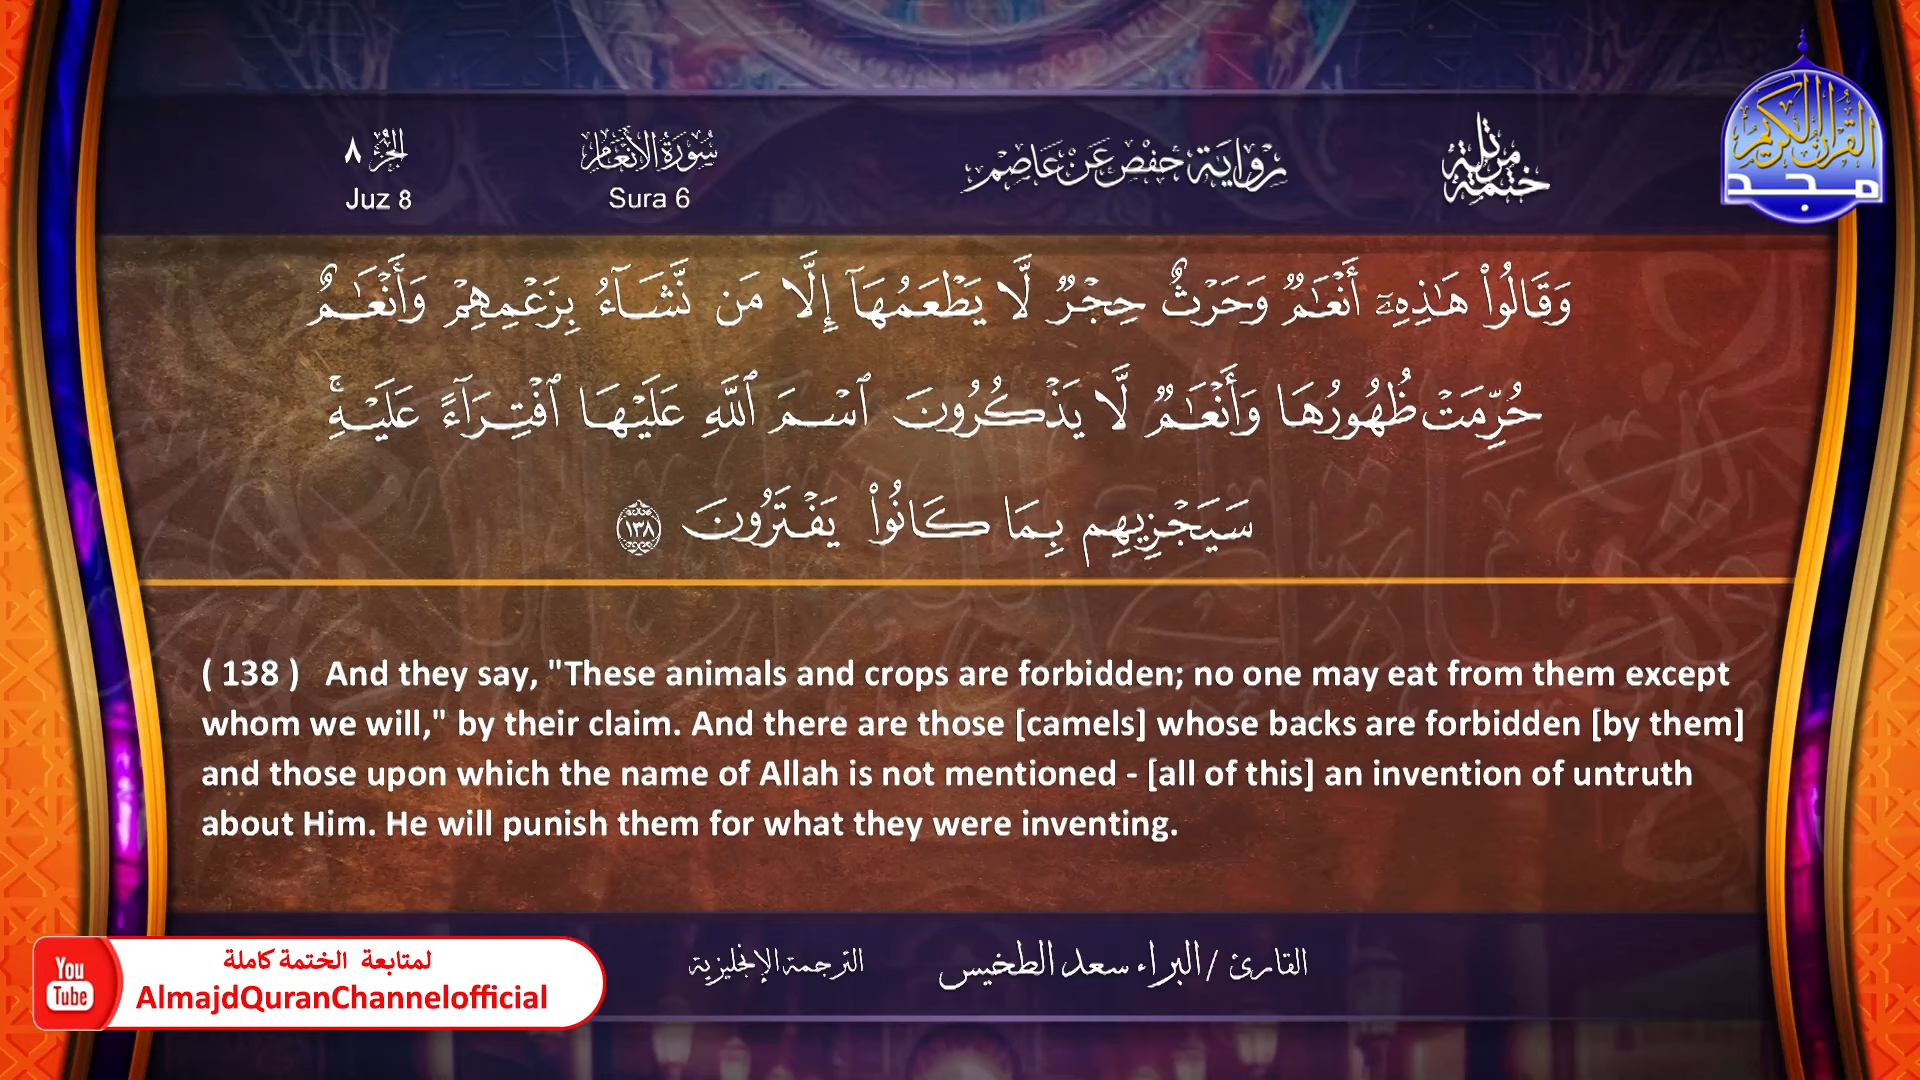 ختمة مرتلة
رواية حفص عن عاصم
سورة الأنعام
Sura 6
الجزء ٨
Juz 8
القرآن الكريم
مجد
وَقَالُوا۟ هَـٰذِهِۦٓ أَنْعَـٰمٌ وَحَرْثٌ حِجْرٌ لَّا يَطْعَمُهَآ إِلَّا مَن نَّشَآءُ بِزَعْمِهِمْ وَأَنْعَـٰمٌ
حُرِّمَتْ ظُهُورُهَا وَأَنْعَـٰمٌ لَّا يَذْكُرُونَ ٱسْمَ ٱللَّهِ عَلَيْهَا ٱفْتِرَآءً عَلَيْهِ ۚ
سَيَجْزِيهِم بِمَا كَانُوا۟ يَفْتَرُونَ ١٣٨
( 138 ) And they say, "These animals and crops are forbidden; no one may eat from them except
whom we will," by their claim. And there are those [camels] whose backs are forbidden [by them]
and those upon which the name of Allah is not mentioned - [all of this] an invention of untruth
about Him. He will punish them for what they were inventing.
القارئ / البراء سعد الطخيس
الترجمة الإنجليزية
You
Tube
لمتابعة الختمة كاملة
AlmajdQuranChannelofficial